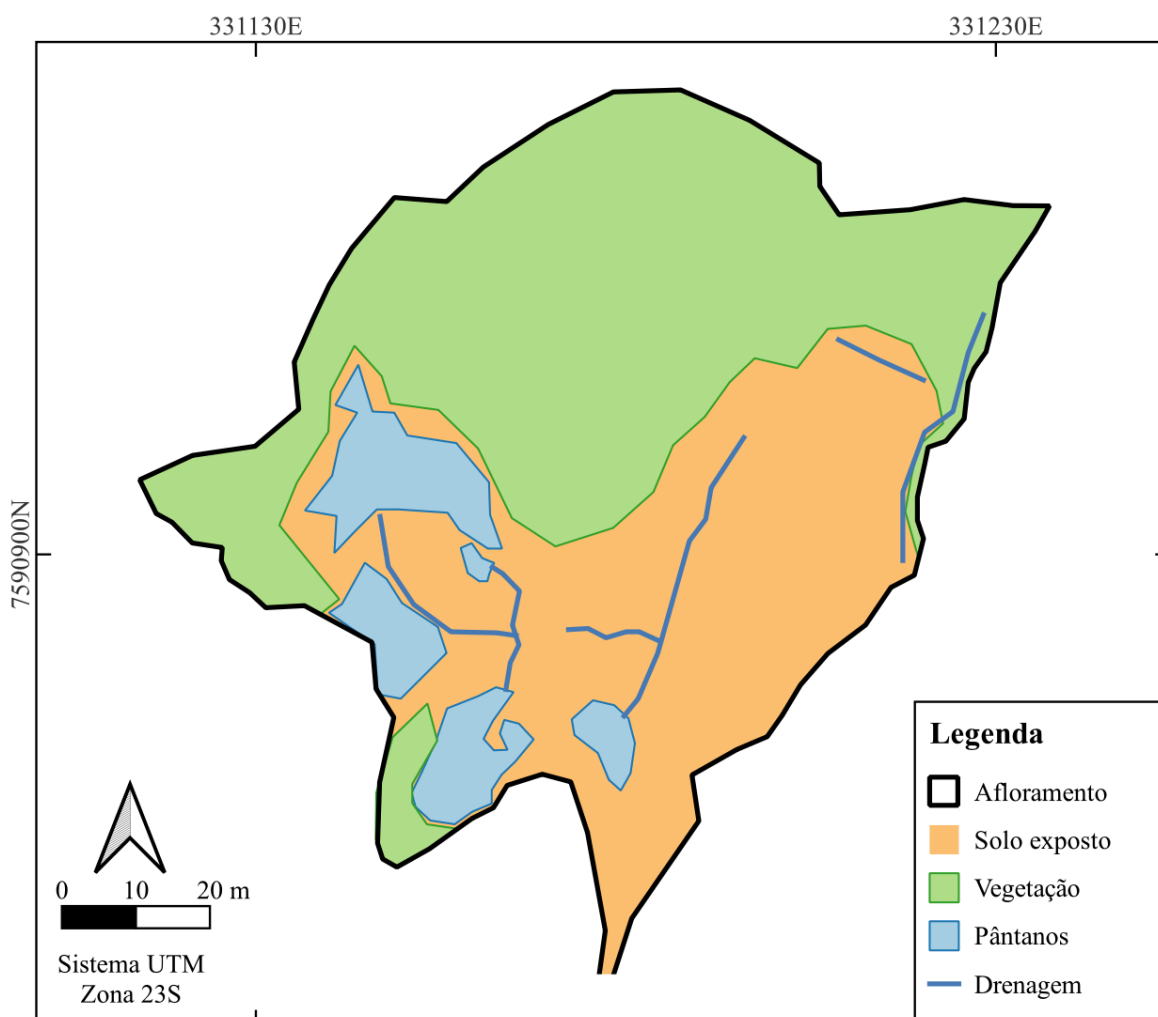 331130E
331230E
7590900N
Legenda
Afloramento
Solo exposto
Vegetação
Pântanos
Drenagem
0 10 20 m
Sistema UTM
Zona 23S